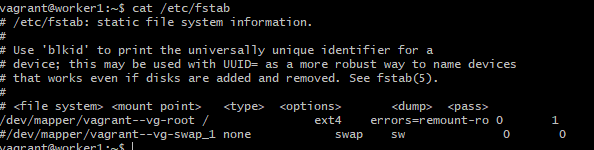 vagrant@worker1:~$ cat /etc/fstab
# /etc/fstab: static file system information.
#
# Use 'blkid' to print the universally unique identifier for a
# device; this may be used with UUID= as a more robust way to name devices
# that works even if disks are added and removed. See fstab(5).
#
# <file system> <mount point>   <type>  <options>       <dump>  <pass>
/dev/mapper/vagrant--vg-root /               ext4    errors=remount-ro 0       1
#/dev/mapper/vagrant--vg-swap_1 none            swap    sw              0       0
vagrant@worker1:~$